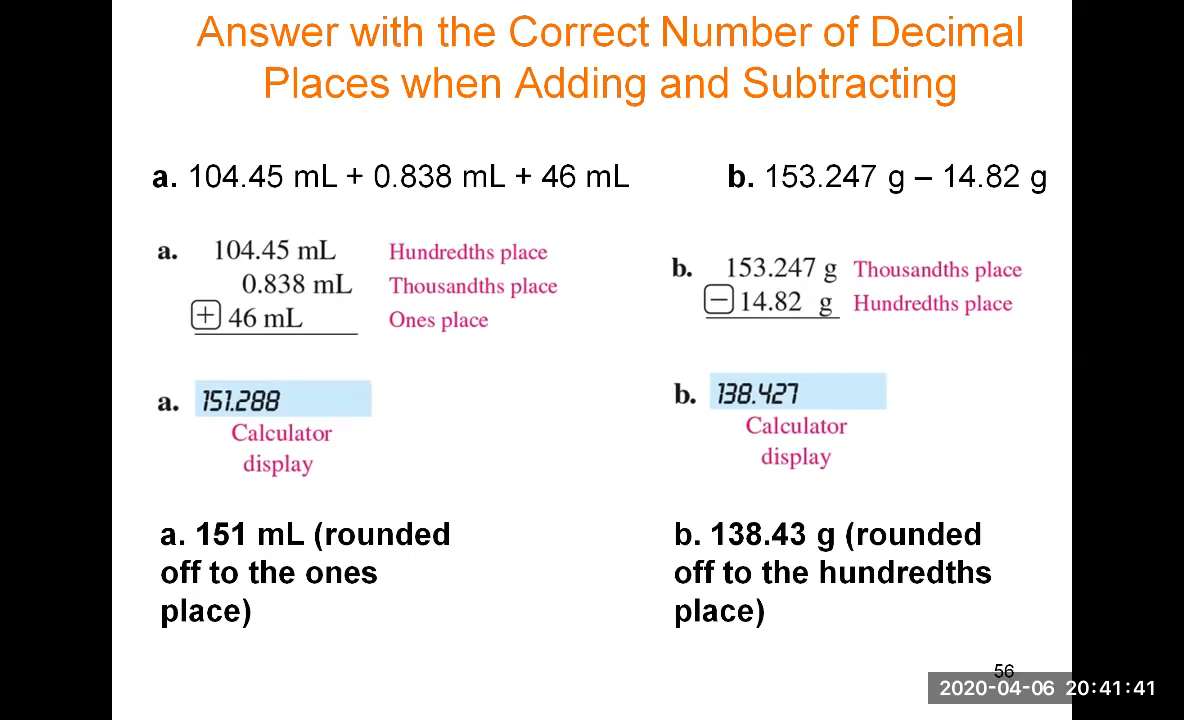 Answer with the Correct Number of Decimal
Places when Adding and Subtracting
a. 104.45 mL + 0.838 mL + 46 mL
b. 153.247 g – 14.82 g
a. 104.45 mL Hundredths place
0.838 mL Thousandths place
+ 46 mL Ones place
b. 153.247 g Thousandths place
− 14.82 g Hundredths place
a. 151.288
Calculator
display
b. 138.427
Calculator
display
a. 151 mL (rounded
off to the ones
place)
b. 138.43 g (rounded
off to the hundredths
place)
56
2020-04-06 20:41:41